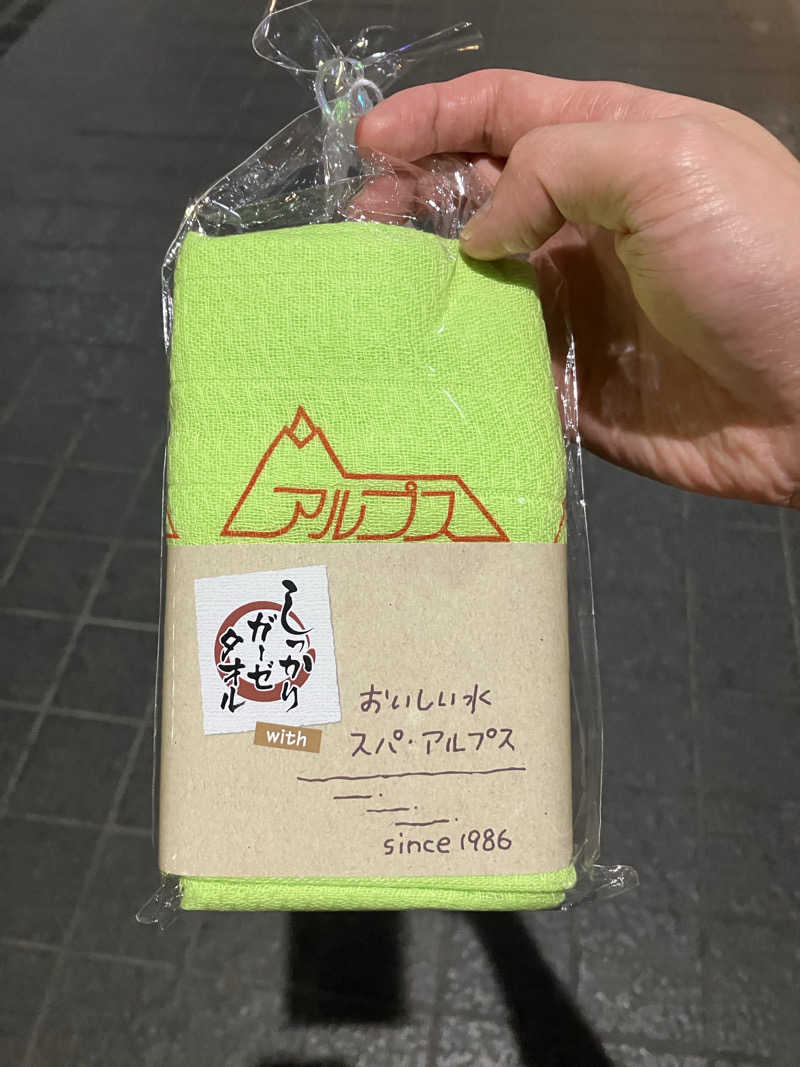 アルプス
しっかり
ガーゼ
タオル
with
おいしい水
スパ・アルプス
since 1986